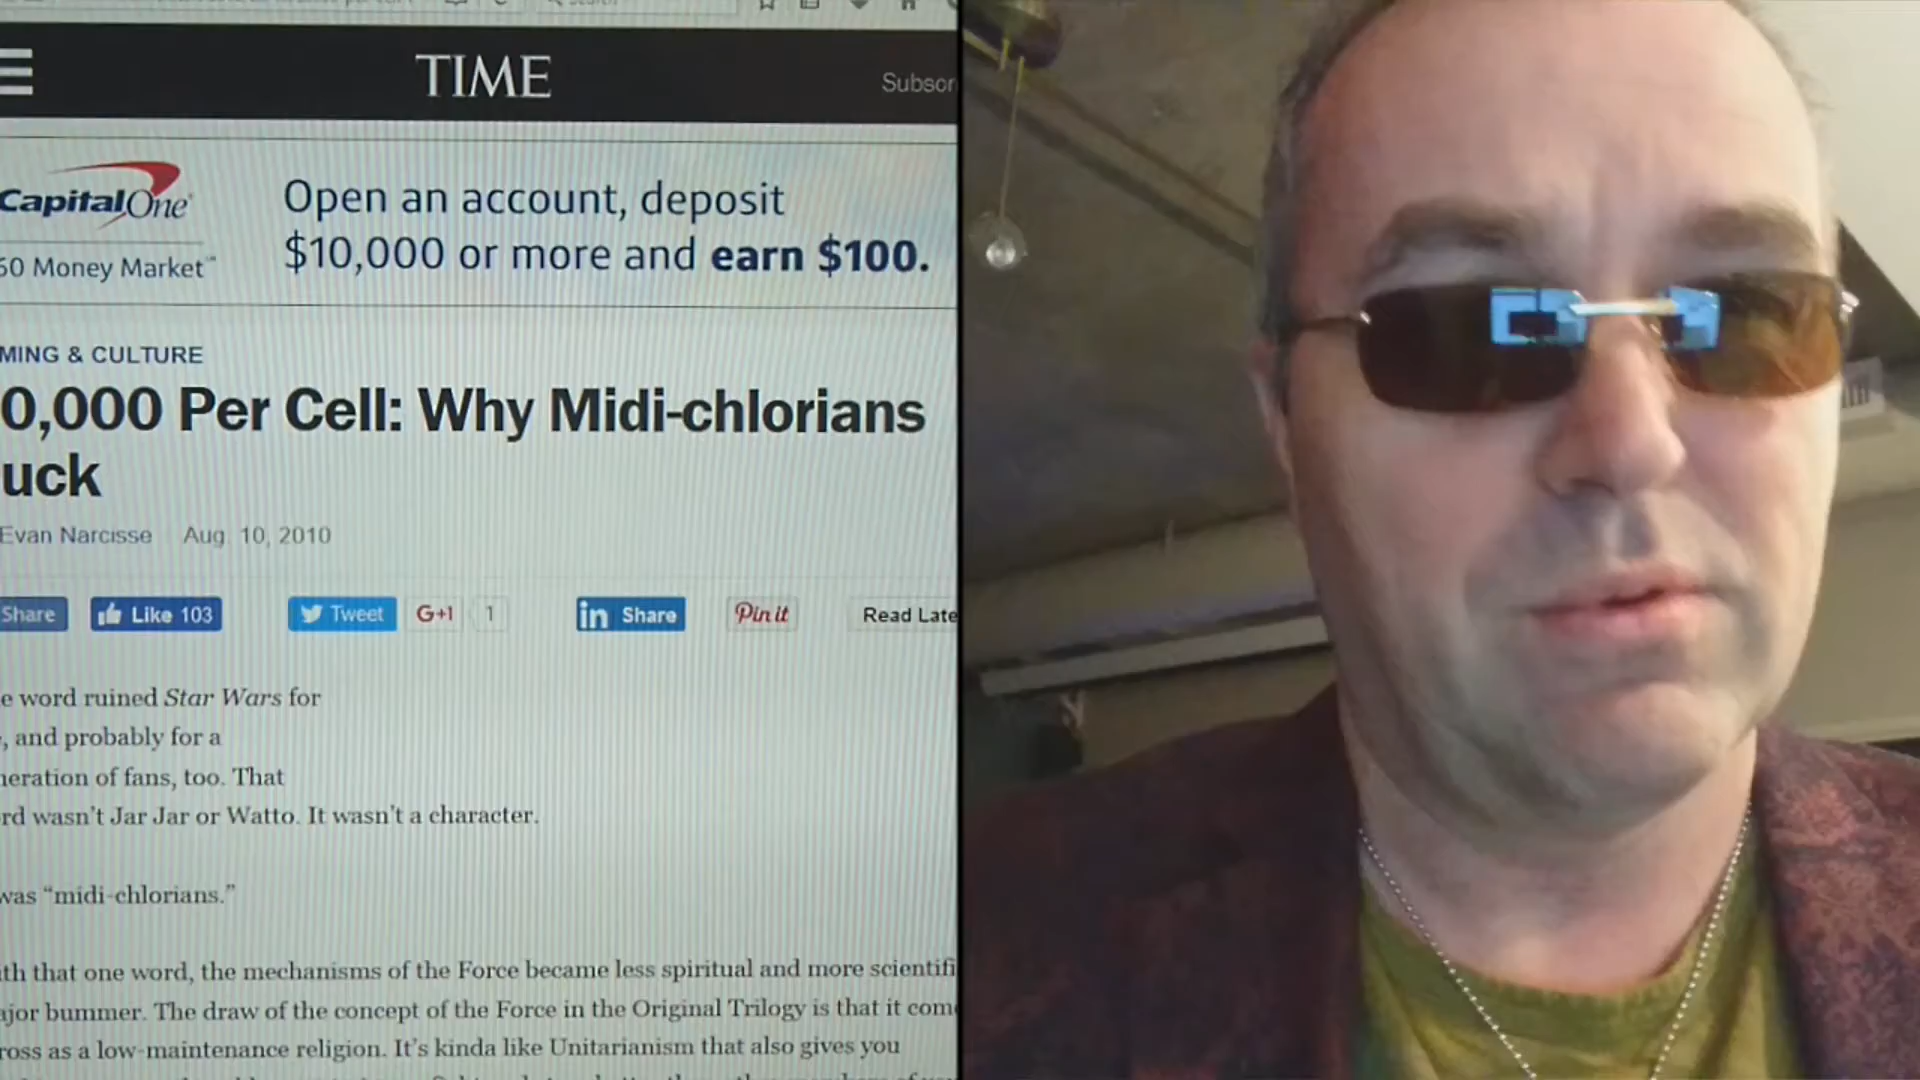 TIME
Subscr
CapitalOne
60 Money Market
Open an account, deposit
$10,000 or more and earn $100.
MING & CULTURE
0,000 Per Cell: Why Midi-chlorians
uck
Evan Narcisse Aug. 10, 2010
Share Like 103 Tweet G+1 1 in Share Pin it Read Late
e word ruined Star Wars for
, and probably for a
neration of fans, too. That
rd wasn't Jar Jar or Watto. It wasn't a character.
was “midi-chlorians.”
ith that one word, the mechanisms of the Force became less spiritual and more scientifi
ajor bummer. The draw of the concept of the Force in the Original Trilogy is that it come
ross as a low-maintenance religion. It's kinda like Unitarianism that also gives you